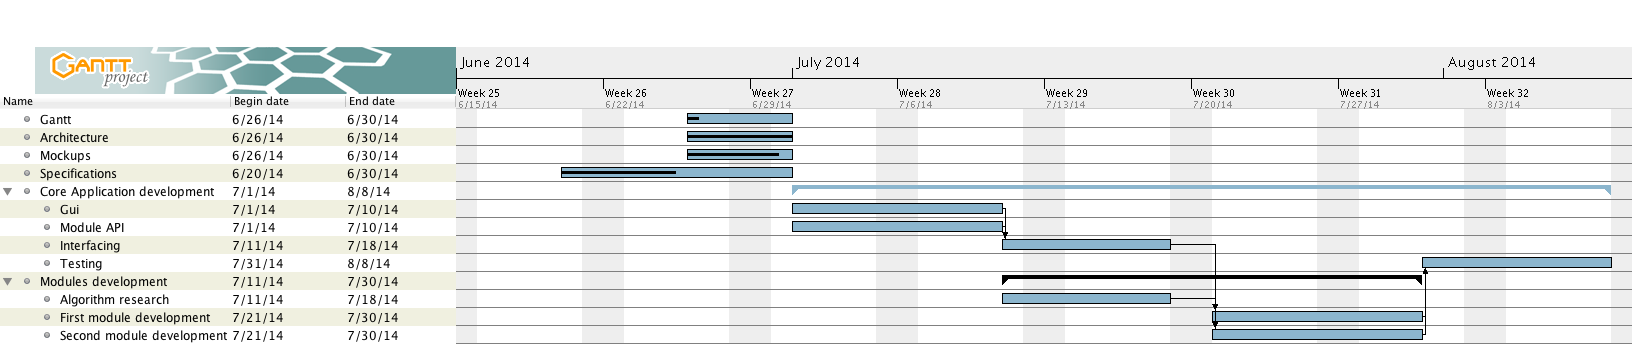 GANTT
project
June 2014 July 2014 August 2014
Week 25 Week 26 Week 27 Week 28 Week 29 Week 30 Week 31 Week 32
Name Begin date End date 6/15/14 6/22/14 6/29/14 7/6/14 7/13/14 7/20/14 7/27/14 8/3/14
Gantt 6/26/14 6/30/14
Architecture 6/26/14 6/30/14
Mockups 6/26/14 6/30/14
Specifications 6/20/14 6/30/14
Core Application development 7/1/14 8/8/14
Gui 7/1/14 7/10/14
Module API 7/1/14 7/10/14
Interfacing 7/11/14 7/18/14
Testing 7/31/14 8/8/14
Modules development 7/11/14 7/30/14
Algorithm research 7/11/14 7/18/14
First module development 7/21/14 7/30/14
Second module development 7/21/14 7/30/14